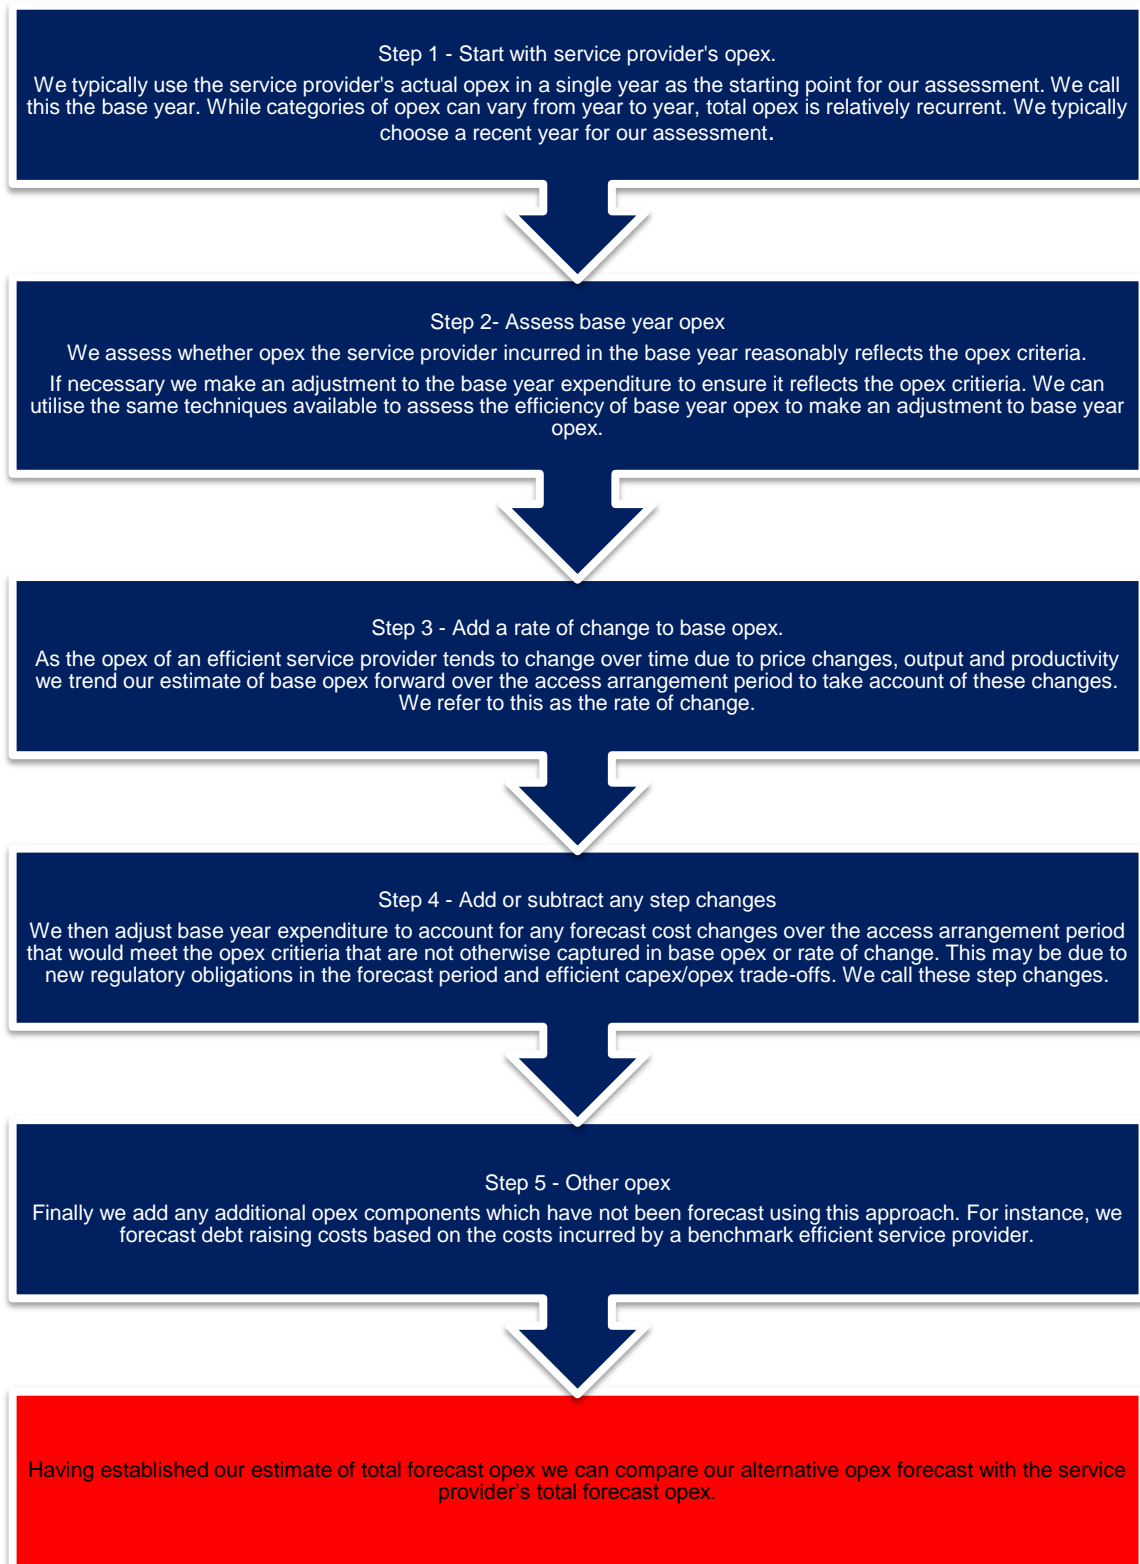 Step 1 - Start with service provider's opex.
We typically use the service provider's actual opex in a single year as the starting point for our assessment. We call
this the base year. While categories of opex can vary from year to year, total opex is relatively recurrent. We typically
choose a recent year for our assessment.
Step 2- Assess base year opex
We assess whether opex the service provider incurred in the base year reasonably reflects the opex criteria.
If necessary we make an adjustment to the base year expenditure to ensure it reflects the opex critieria. We can
utilise the same techniques available to assess the efficiency of base year opex to make an adjustment to base year
opex.
Step 3 - Add a rate of change to base opex.
As the opex of an efficient service provider tends to change over time due to price changes, output and productivity
we trend our estimate of base opex forward over the access arrangement period to take account of these changes.
We refer to this as the rate of change.
Step 4 - Add or subtract any step changes
We then adjust base year expenditure to account for any forecast cost changes over the access arrangement period
that would meet the opex critieria that are not otherwise captured in base opex or rate of change. This may be due to
new regulatory obligations in the forecast period and efficient capex/opex trade-offs. We call these step changes.
Step 5 - Other opex
Finally we add any additional opex components which have not been forecast using this approach. For instance, we
forecast debt raising costs based on the costs incurred by a benchmark efficient service provider.
Having established our estimate of total forecast opex we can compare our alternative opex forecast with the service
provider's total forecast opex.